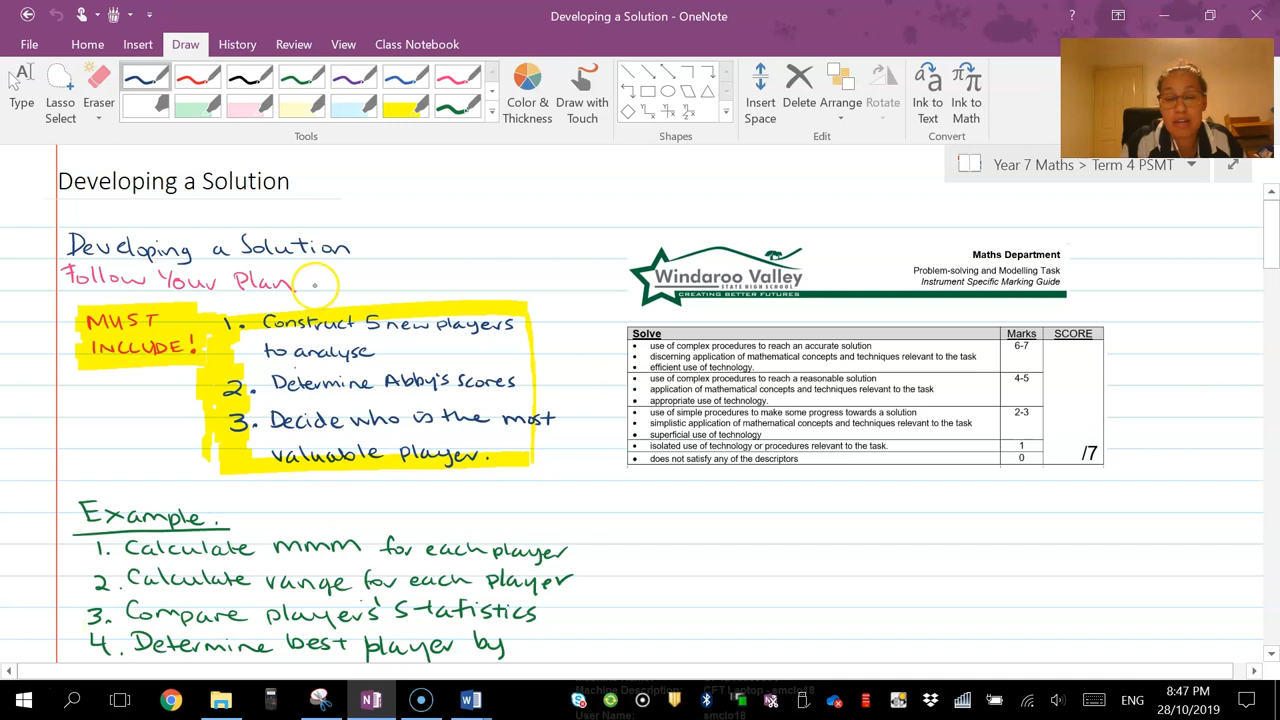 Developing a Solution - OneNote
?
File
Home
Insert
Draw
History
Review
View
Class Notebook
Type
Lasso
Select
Eraser
Color &
Thickness
Draw with
Touch
Insert
Space
Delete
Arrange
Rotate
Ink to
Text
Ink to
Math
Tools
Shapes
Edit
Convert
Year 7 Maths > Term 4 PSMT
Developing a Solution
Developing a Solution
Follow Your Plan.
MUST
INCLUDE!
1. Construct 5 new players
to analyse
2. Determine Abby's scores
3. Decide who is the most
valuable player.
Example.
1. Calculate mmm for each player
2. Calculate range for each player
3. Compare players' statistics
4. Determine best player by
Windaroo Valley
STATE HIGH SCHOOL
CREATING BETTER FUTURES
Maths Department
Problem-solving and Modelling Task
Instrument Specific Marking Guide
Solve Marks SCORE
• use of complex procedures to reach an accurate solution 6-7
• discerning application of mathematical concepts and techniques relevant to the task
• efficient use of technology.
• use of complex procedures to reach a reasonable solution 4-5
• application of mathematical concepts and techniques relevant to the task
• appropriate use of technology.
• use of simple procedures to make some progress towards a solution 2-3
• simplistic application of mathematical concepts and techniques relevant to the task
• superficial use of technology
• isolated use of technology or procedures relevant to the task. 1
• does not satisfy any of the descriptors 0
/7
ENG
8:47 PM
28/10/2019